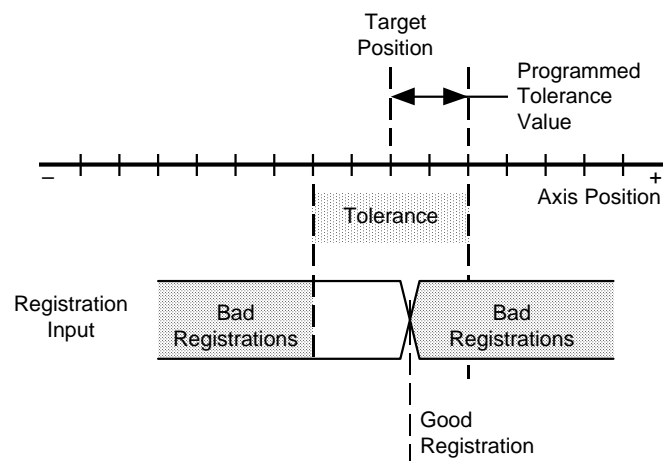 Target
Position
Programmed
Tolerance
Value
–
+
Axis Position
Tolerance
Registration
Input
Bad
Registrations
Bad
Registrations
Good
Registration